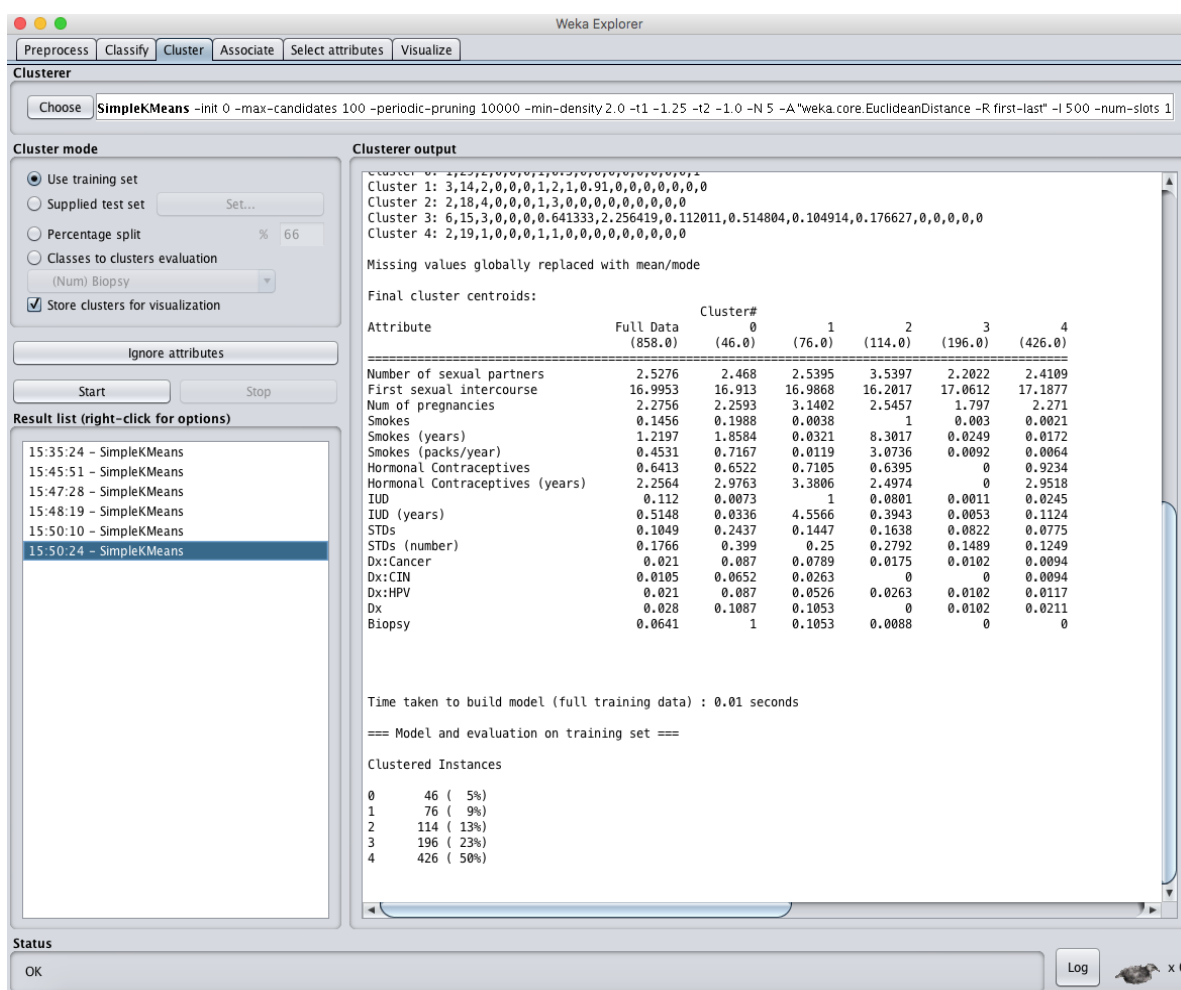 Weka Explorer
Preprocess Classify Cluster Associate Select attributes Visualize
Clusterer
Choose SimpleKMeans -init 0 -max-candidates 100 -periodic-pruning 10000 -min-density 2.0 -t1 -1.25 -t2 -1.0 -N 5 -A "weka.core.EuclideanDistance -R first-last" -I 500 -num-slots 1
Cluster mode
Use training set
Supplied test set Set...
Percentage split % 66
Classes to clusters evaluation
(Num) Biopsy
Store clusters for visualization
Ignore attributes
Start Stop
Result list (right-click for options)
15:35:24 - SimpleKMeans
15:45:51 - SimpleKMeans
15:47:28 - SimpleKMeans
15:48:19 - SimpleKMeans
15:50:10 - SimpleKMeans
15:50:24 - SimpleKMeans
Clusterer output
Cluster 1: 3,14,2,0,0,0,1,2,1,0.91,0,0,0,0,0,0,0
Cluster 2: 2,18,4,0,0,0,1,3,0,0,0,0,0,0,0,0,0
Cluster 3: 6,15,3,0,0,0,0.641333,2.256419,0.112011,0.514804,0.104914,0.176627,0,0,0,0,0
Cluster 4: 2,19,1,0,0,0,1,1,0,0,0,0,0,0,0,0,0
Missing values globally replaced with mean/mode
Final cluster centroids:
Cluster#
Attribute Full Data 0 1 2 3 4
(858.0) (46.0) (76.0) (114.0) (196.0) (426.0)
==========================================================================================
Number of sexual partners 2.5276 2.468 2.5395 3.5397 2.2022 2.4109
First sexual intercourse 16.9953 16.913 16.9868 16.2017 17.0612 17.1877
Num of pregnancies 2.2756 2.2593 3.1402 2.5457 1.797 2.271
Smokes 0.1456 0.1988 0.0038 1 0.003 0.0021
Smokes (years) 1.2197 1.8584 0.0321 8.3017 0.0249 0.0172
Smokes (packs/year) 0.4531 0.7167 0.0119 3.0736 0.0092 0.0064
Hormonal Contraceptives 0.6413 0.6522 0.7105 0.6395 0 0.9234
Hormonal Contraceptives (years) 2.2564 2.9763 3.3806 2.4974 0 2.9518
IUD 0.112 0.0073 1 0.0801 0.0011 0.0245
IUD (years) 0.5148 0.0336 4.5566 0.3943 0.0053 0.1124
STDs 0.1049 0.2437 0.1447 0.1638 0.0822 0.0775
STDs (number) 0.1766 0.399 0.25 0.2792 0.1489 0.1249
Dx:Cancer 0.021 0.087 0.0789 0.0175 0.0102 0.0094
Dx:CIN 0.0105 0.0652 0.0263 0 0 0.0094
Dx:HPV 0.021 0.087 0.0526 0.0263 0.0102 0.0117
Dx 0.028 0.1087 0.1053 0 0.0102 0.0211
Biopsy 0.0641 1 0.1053 0.0088 0 0
Time taken to build model (full training data) : 0.01 seconds
=== Model and evaluation on training set ===
Clustered Instances
0 46 ( 5%)
1 76 ( 9%)
2 114 ( 13%)
3 196 ( 23%)
4 426 ( 50%)
Status
OK
Log
x